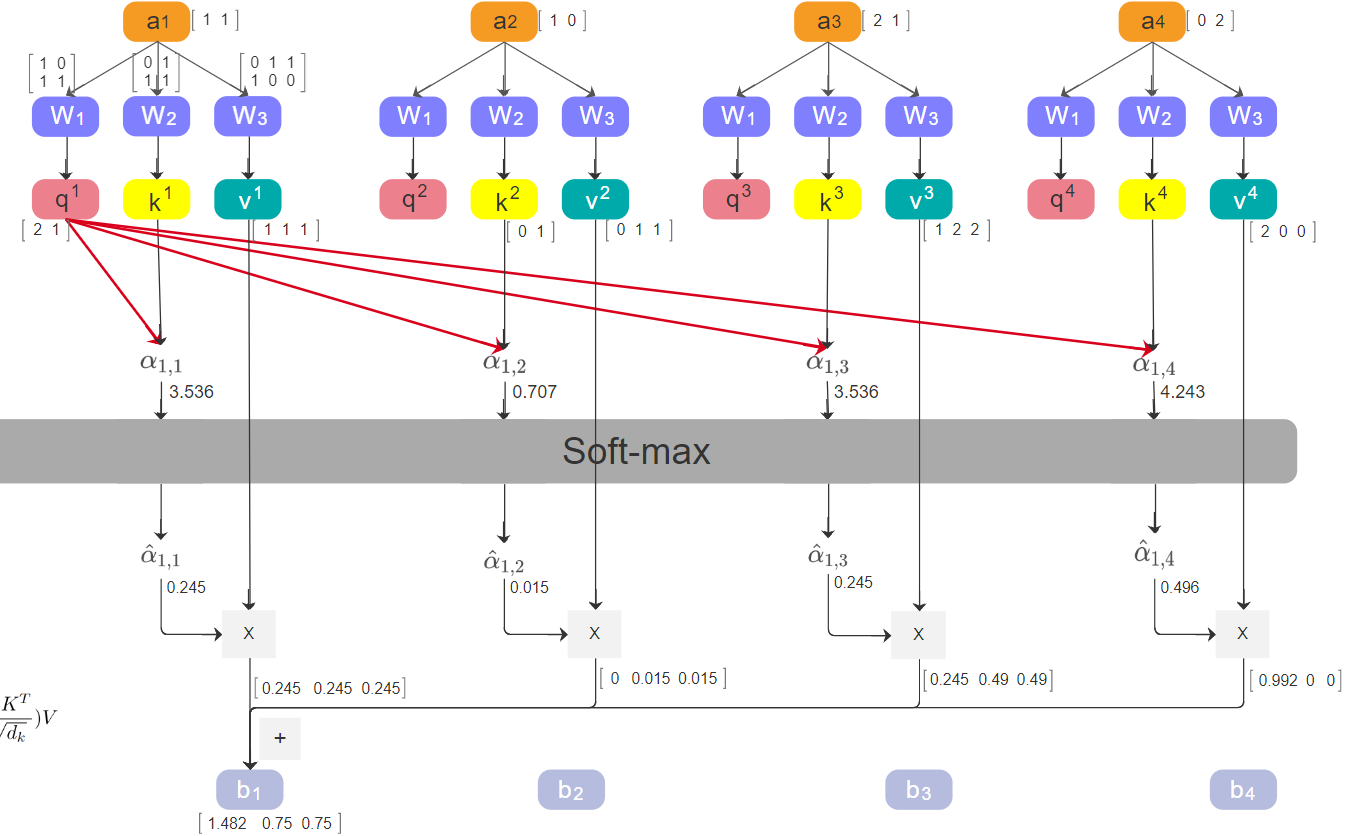 a1 [ 1 1 ] a2 [ 1 0 ] a3 [ 2 1 ] a4 [ 0 2 ]
[ 1 0 [ 0 1 [ 0 1 1
1 1 ] 1 1 ] 1 0 0 ]
W1 W2 W3 W1 W2 W3 W1 W2 W3 W1 W2 W3
q¹ k¹ v¹ q² k² v² q³ k³ v³ q⁴ k⁴ v⁴
[ 2 1 ] [ 1 1 1 ] [ 0 1 ] [ 0 1 1 ] [ 1 2 2 ] [ 2 0 0 ]
α1,1 α1,2 α1,3 α1,4
3.536 0.707 3.536 4.243
Soft-max
α̂1,1 α̂1,2 α̂1,3 α̂1,4
0.245 0.015 0.245 0.496
X X X X
[ 0.245 0.245 0.245 ] [ 0 0.015 0.015 ] [ 0.245 0.49 0.49 ] [ 0.992 0 0 ]
K^T
√d_k )V
+
b1 b2 b3 b4
[ 1.482 0.75 0.75 ]